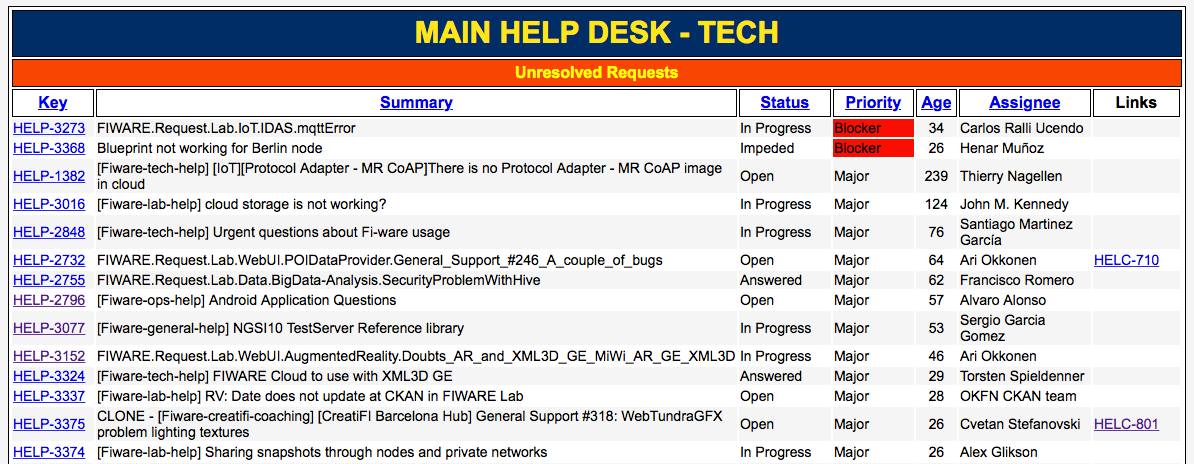 MAIN HELP DESK - TECH
Unresolved Requests
Key Summary Status Priority Age Assignee Links
HELP-3273 FIWARE.Request.Lab.IoT.IDAS.mqttError In Progress Blocker 34 Carlos Ralli Ucendo
HELP-3368 Blueprint not working for Berlin node Impeded Blocker 26 Henar Muñoz
HELP-1382 [Fiware-tech-help] [IoT][Protocol Adapter - MR CoAP]There is no Protocol Adapter - MR CoAP image
in cloud Open Major 239 Thierry Nagellen
HELP-3016 [Fiware-lab-help] cloud storage is not working? In Progress Major 124 John M. Kennedy
HELP-2848 [Fiware-tech-help] Urgent questions about Fi-ware usage In Progress Major 76 Santiago Martinez
García
HELP-2732 FIWARE.Request.Lab.WebUI.POIDataProvider.General_Support_#246_A_couple_of_bugs Open Major 64 Ari Okkonen HELC-710
HELP-2755 FIWARE.Request.Lab.Data.BigData-Analysis.SecurityProblemWithHive Answered Major 62 Francisco Romero
HELP-2796 [Fiware-ops-help] Android Application Questions Open Major 57 Alvaro Alonso
HELP-3077 [Fiware-general-help] NGSI10 TestServer Reference library In Progress Major 53 Sergio Garcia
Gomez
HELP-3152 FIWARE.Request.Lab.WebUI.AugmentedReality.Doubts_AR_and_XML3D_GE_MiWi_AR_GE_XML3D In Progress Major 46 Ari Okkonen
HELP-3324 [Fiware-tech-help] FIWARE Cloud to use with XML3D GE Answered Major 29 Torsten Spieldenner
HELP-3337 [Fiware-lab-help] RV: Date does not update at CKAN in FIWARE Lab Open Major 28 OKFN CKAN team
HELP-3375 CLONE - [Fiware-creatifi-coaching] [CreatiFI Barcelona Hub] General Support #318: WebTundraGFX
problem lighting textures Open Major 26 Cvetan Stefanovski HELC-801
HELP-3374 [Fiware-lab-help] Sharing snapshots through nodes and private networks In Progress Major 26 Alex Glikson